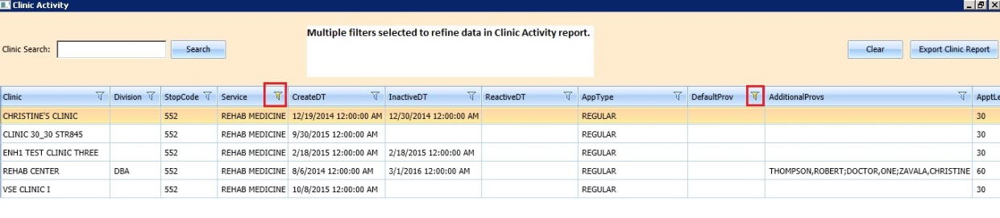 Clinic Activity
Multiple filters selected to refine data in Clinic Activity report.
Clinic Search: Search Clear Export Clinic Report
Clinic Division StopCode Service CreateDT InactiveDT ReactiveDT AppType DefaultProv AdditionalProvs ApptLe
CHRISTINE'S CLINIC 552 REHAB MEDICINE 12/19/2014 12:00:00 AM 12/30/2014 12:00:00 AM REGULAR 30
CLINIC 30_30 STR845 552 REHAB MEDICINE 9/30/2015 12:00:00 AM REGULAR 30
ENH1 TEST CLINIC THREE 552 REHAB MEDICINE 2/18/2015 12:00:00 AM 2/18/2015 12:00:00 AM REGULAR 30
REHAB CENTER DBA 552 REHAB MEDICINE 8/6/2014 12:00:00 AM 3/1/2016 12:00:00 AM REGULAR THOMPSON,ROBERT;DOCTOR,ONE;ZAVALA,CHRISTINE 60
VSE CLINIC I 552 REHAB MEDICINE 10/8/2015 12:00:00 AM REGULAR 30